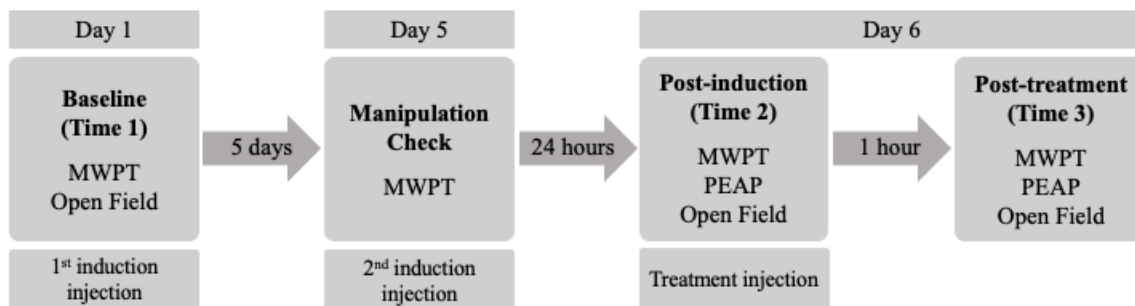 Day 1
Day 5
Day 6
Baseline
(Time 1)
MWPT
Open Field
5 days
Manipulation
Check
MWPT
24 hours
Post-induction
(Time 2)
MWPT
PEAP
Open Field
1 hour
Post-treatment
(Time 3)
MWPT
PEAP
Open Field
1st induction
injection
2nd induction
injection
Treatment injection